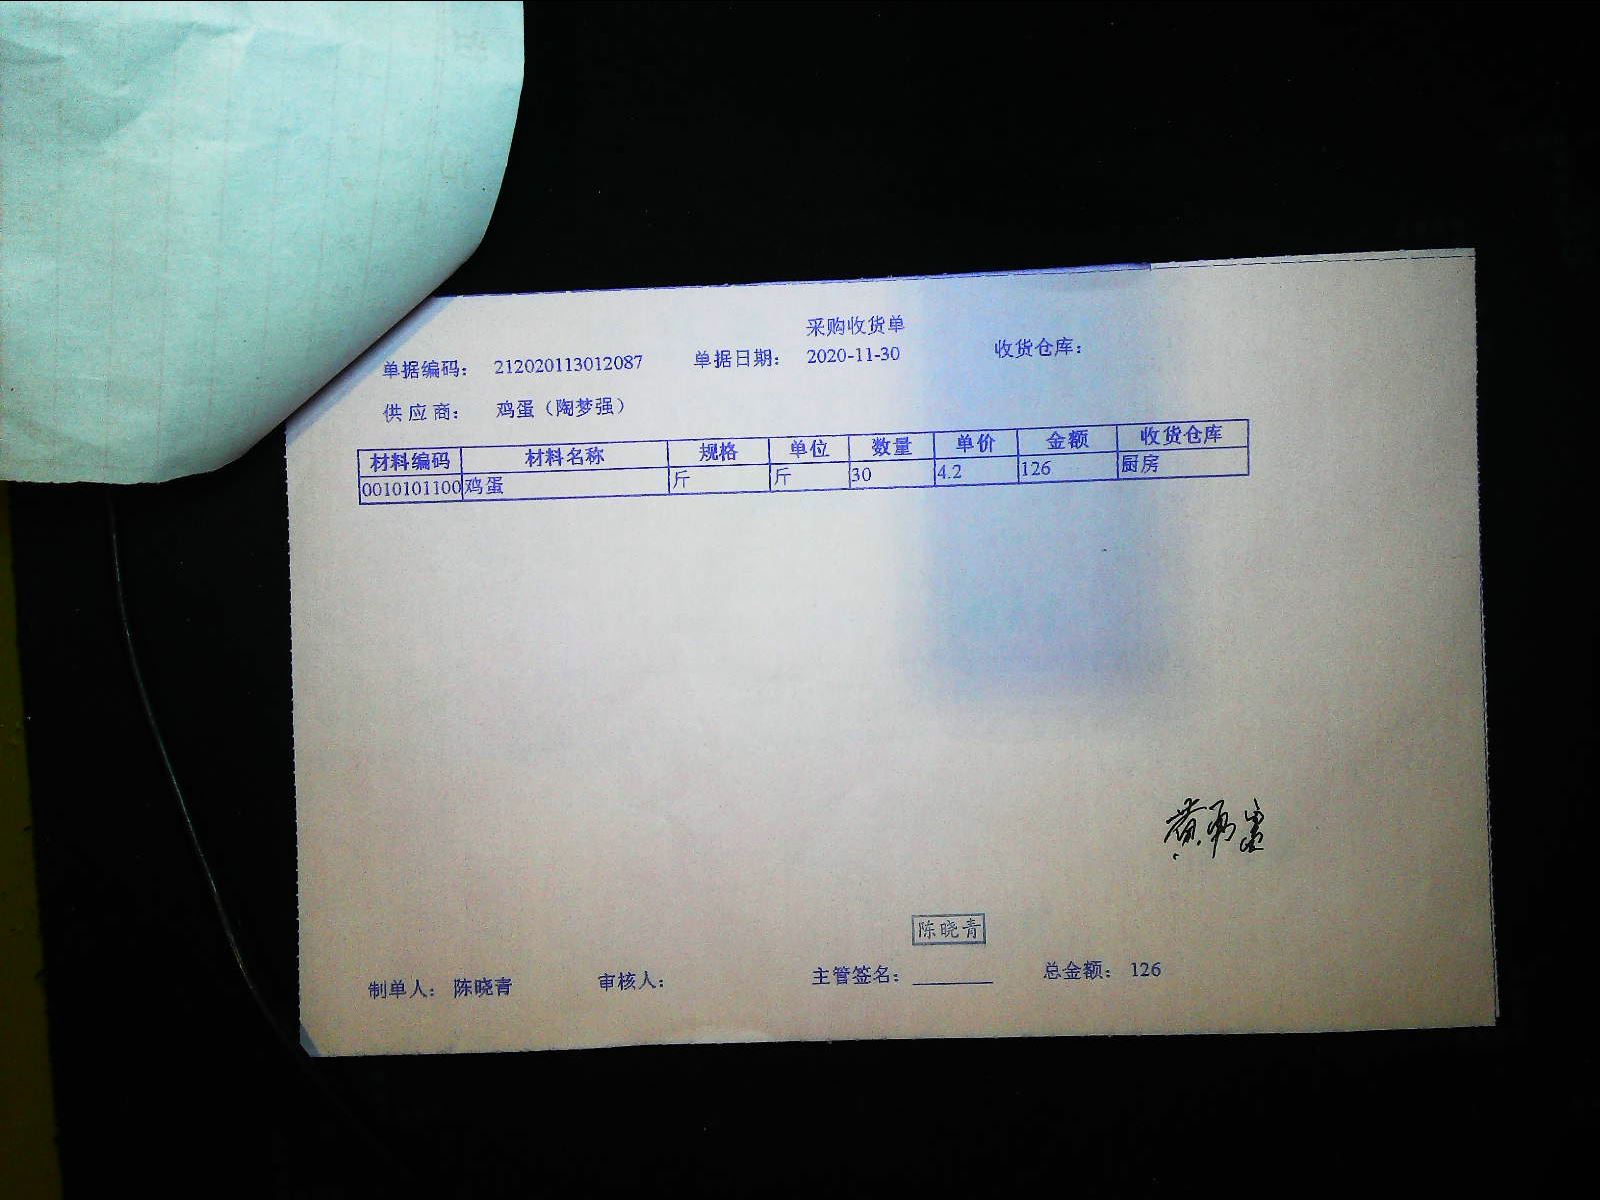 采购收货单
单据编码: 212020113012087 单据日期: 2020-11-30 收货仓库:
供应商: 鸡蛋（陶梦强）
材料编码 材料名称 规格 单位 数量 单价 金额 收货仓库
0010101100 鸡蛋 斤 斤 30 4.2 126 厨房
陈晓青
制单人: 陈晓青 审核人: 主管签名: 总金额: 126